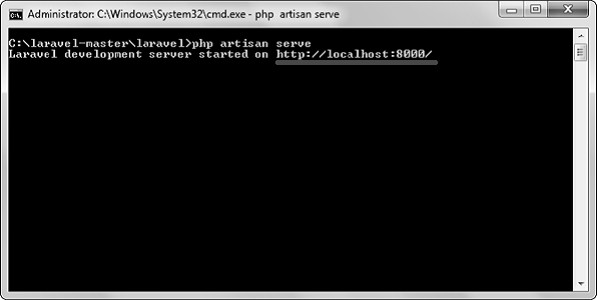 Administrator: C:\Windows\System32\cmd.exe - php  artisan serve
C:\laravel-master\laravel>php artisan serve
Laravel development server started on http://localhost:8000/